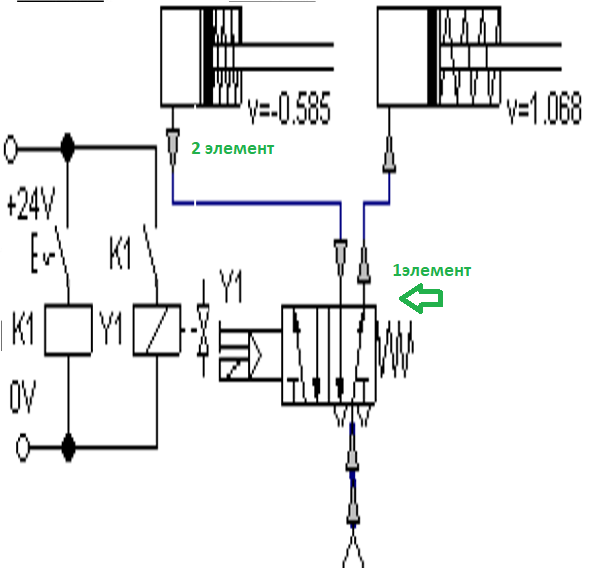 v=-0.585
v=1.068
2 элемент
+24V
E
K1
Y1
1элемент
K1
Y1
0V